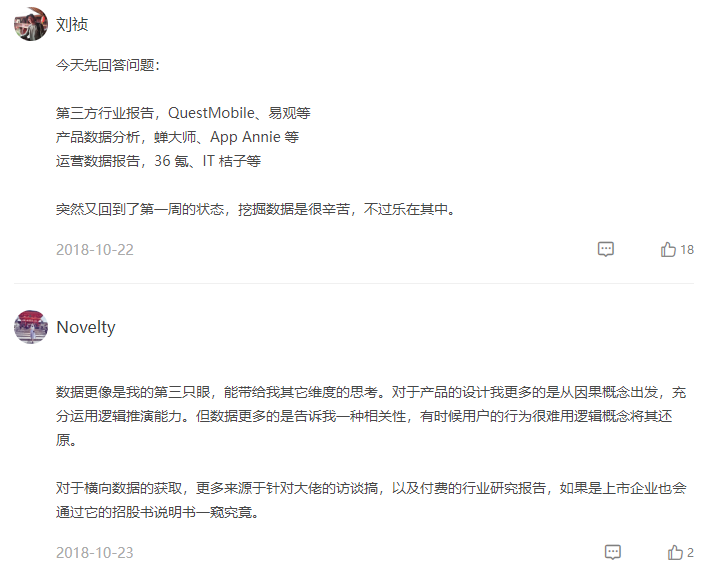 刘祯
今天先回答问题：
第三方行业报告，QuestMobile、易观等
产品数据分析，蝉大师、App Annie 等
运营数据报告，36 氪、IT 桔子等
突然又回到了第一周的状态，挖掘数据是很辛苦，不过乐在其中。
2018-10-22
18
Novelty
数据更像是我的第三只眼，能带给我其它维度的思考。对于产品的设计我更多的是从因果概念出发，充
分运用逻辑推演能力。但数据更多的是告诉我一种相关性，有时候用户的行为很难用逻辑概念将其还
原。
对于横向数据的获取，更多来源于针对大佬的访谈搞，以及付费的行业研究报告，如果是上市企业也会
通过它的招股书说明书一窥究竟。
2018-10-23
2